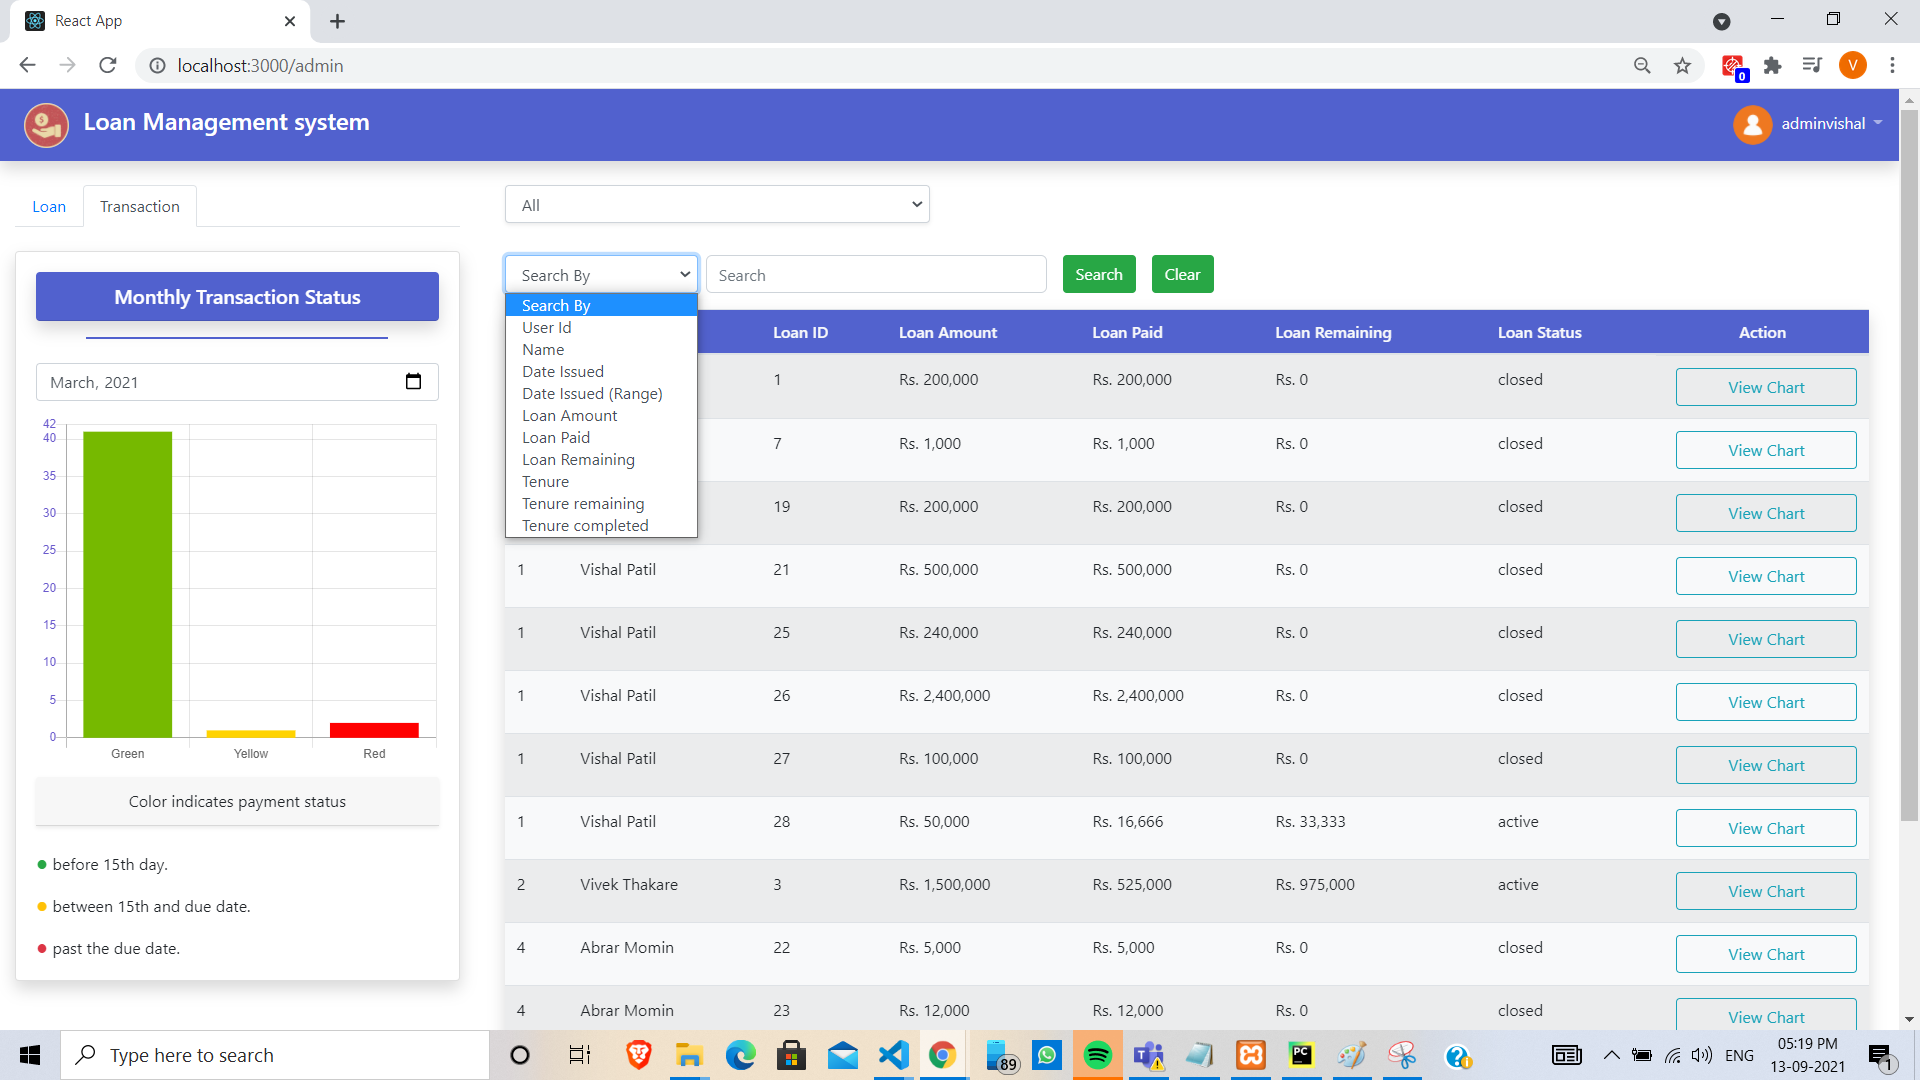 React App
localhost:3000/admin
0
V
Loan Management system
adminvishal
Loan
Transaction
All
Monthly Transaction Status
March, 2021
42
40
35
30
25
20
15
10
5
0
Green
Yellow
Red
Color indicates payment status
before 15th day.
between 15th and due date.
past the due date.
Search By
Search
Search
Clear
Search By
User Id
Name
Date Issued
Date Issued (Range)
Loan Amount
Loan Paid
Loan Remaining
Tenure
Tenure remaining
Tenure completed
Loan ID Loan Amount Loan Paid Loan Remaining Loan Status Action
1 Rs. 200,000 Rs. 200,000 Rs. 0 closed View Chart
7 Rs. 1,000 Rs. 1,000 Rs. 0 closed View Chart
19 Rs. 200,000 Rs. 200,000 Rs. 0 closed View Chart
1 Vishal Patil 21 Rs. 500,000 Rs. 500,000 Rs. 0 closed View Chart
1 Vishal Patil 25 Rs. 240,000 Rs. 240,000 Rs. 0 closed View Chart
1 Vishal Patil 26 Rs. 2,400,000 Rs. 2,400,000 Rs. 0 closed View Chart
1 Vishal Patil 27 Rs. 100,000 Rs. 100,000 Rs. 0 closed View Chart
1 Vishal Patil 28 Rs. 50,000 Rs. 16,666 Rs. 33,333 active View Chart
2 Vivek Thakare 3 Rs. 1,500,000 Rs. 525,000 Rs. 975,000 active View Chart
4 Abrar Momin 22 Rs. 5,000 Rs. 5,000 Rs. 0 closed View Chart
4 Abrar Momin 23 Rs. 12,000 Rs. 12,000 Rs. 0 closed View Chart
Type here to search
89
PC
ENG
05:19 PM
13-09-2021
1